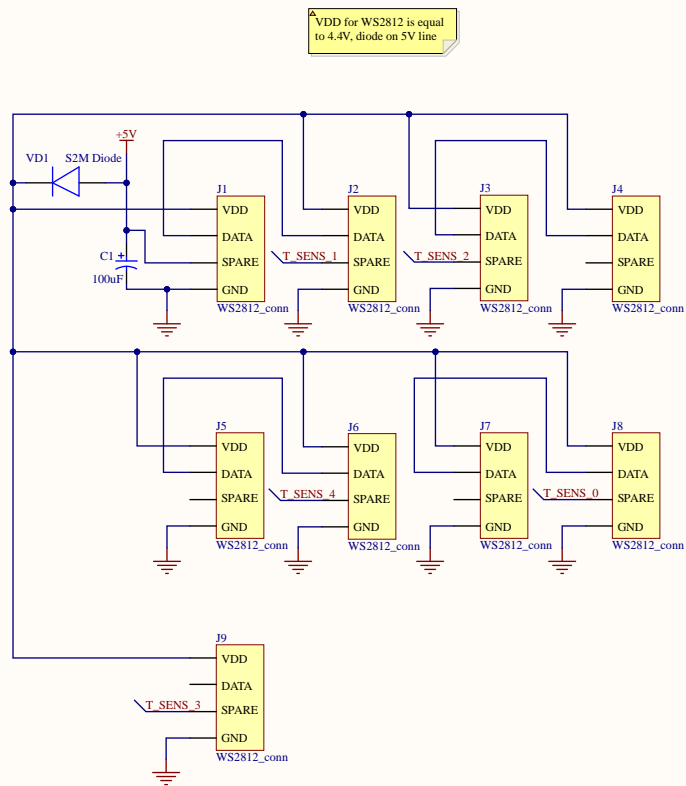 VDD for WS2812 is equal
to 4.4V, diode on 5V line
+5V
VD1 S2M Diode
C1
100uF
J1
VDD
DATA
SPARE
GND
WS2812_conn
J2
VDD
DATA
T_SENS_1 SPARE
GND
WS2812_conn
J3
VDD
DATA
T_SENS_2 SPARE
GND
WS2812_conn
J4
VDD
DATA
SPARE
GND
WS2812_conn
J5
VDD
DATA
SPARE
GND
WS2812_conn
J6
VDD
DATA
T_SENS_4 SPARE
GND
WS2812_conn
J7
VDD
DATA
SPARE
GND
WS2812_conn
J8
VDD
DATA
T_SENS_0 SPARE
GND
WS2812_conn
J9
VDD
DATA
T_SENS_3 SPARE
GND
WS2812_conn